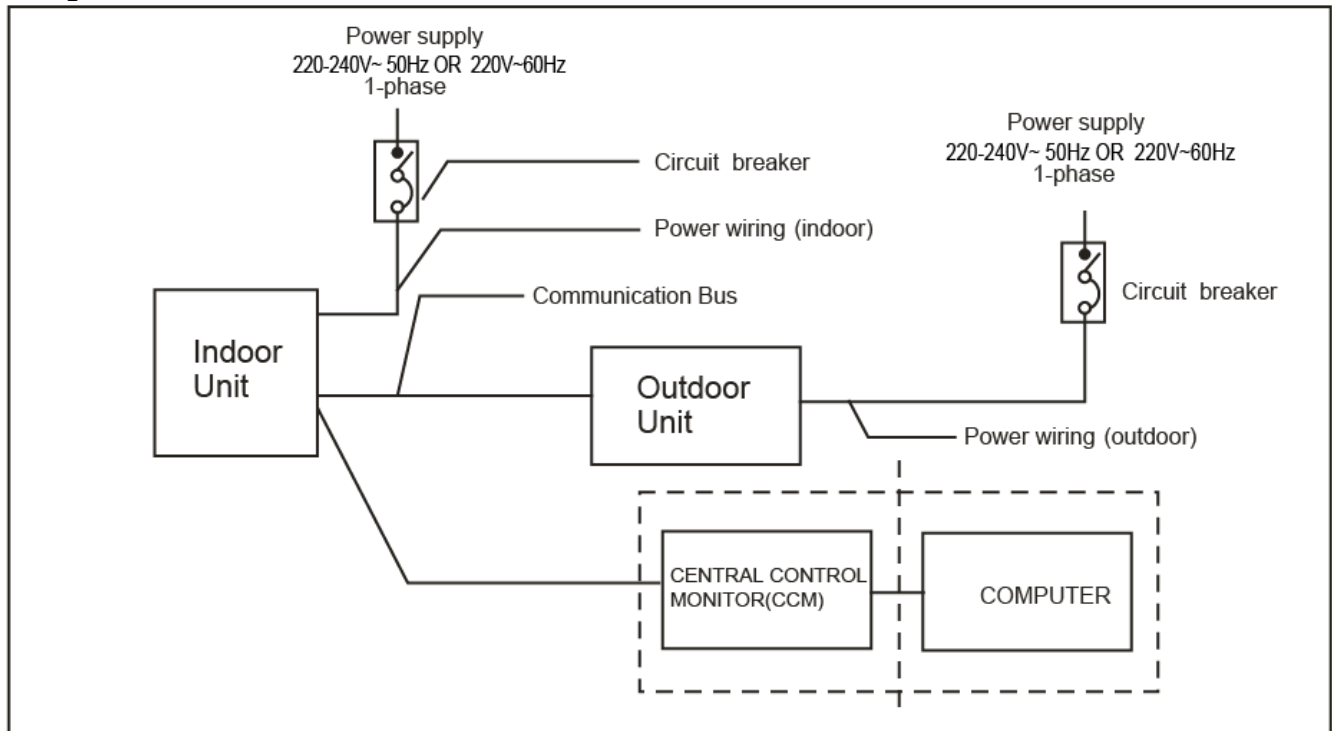 Power supply
220-240V~ 50Hz OR 220V~60Hz
1-phase
Circuit breaker
Power wiring (indoor)
Communication Bus
Indoor
Unit
Outdoor
Unit
Power supply
220-240V~ 50Hz OR 220V~60Hz
1-phase
Circuit breaker
Power wiring (outdoor)
CENTRAL CONTROL
MONITOR(CCM)
COMPUTER